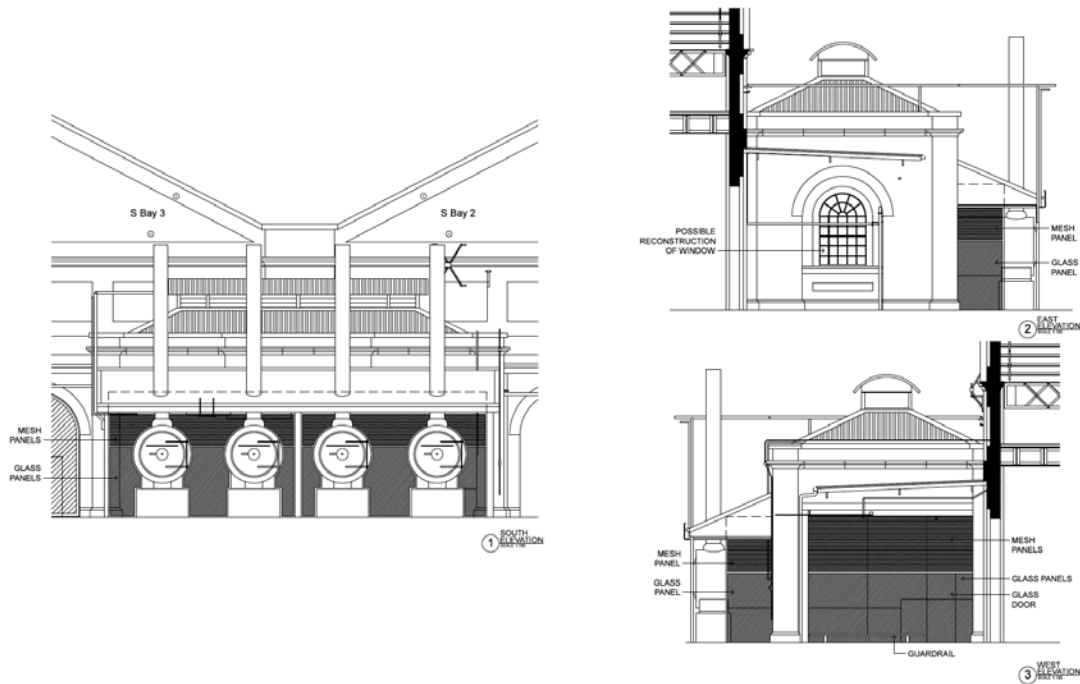 S Bay 3
S Bay 2
MESH
PANELS
GLASS
PANELS
1
SOUTH
ELEVATION
POSSIBLE
RECONSTRUCTION
OF WINDOW
MESH
PANEL
GLASS
PANEL
2
EAST
ELEVATION
MESH
PANEL
GLASS
PANEL
MESH
PANELS
GLASS PANELS
GLASS
DOOR
GUARDRAIL
3
WEST
ELEVATION